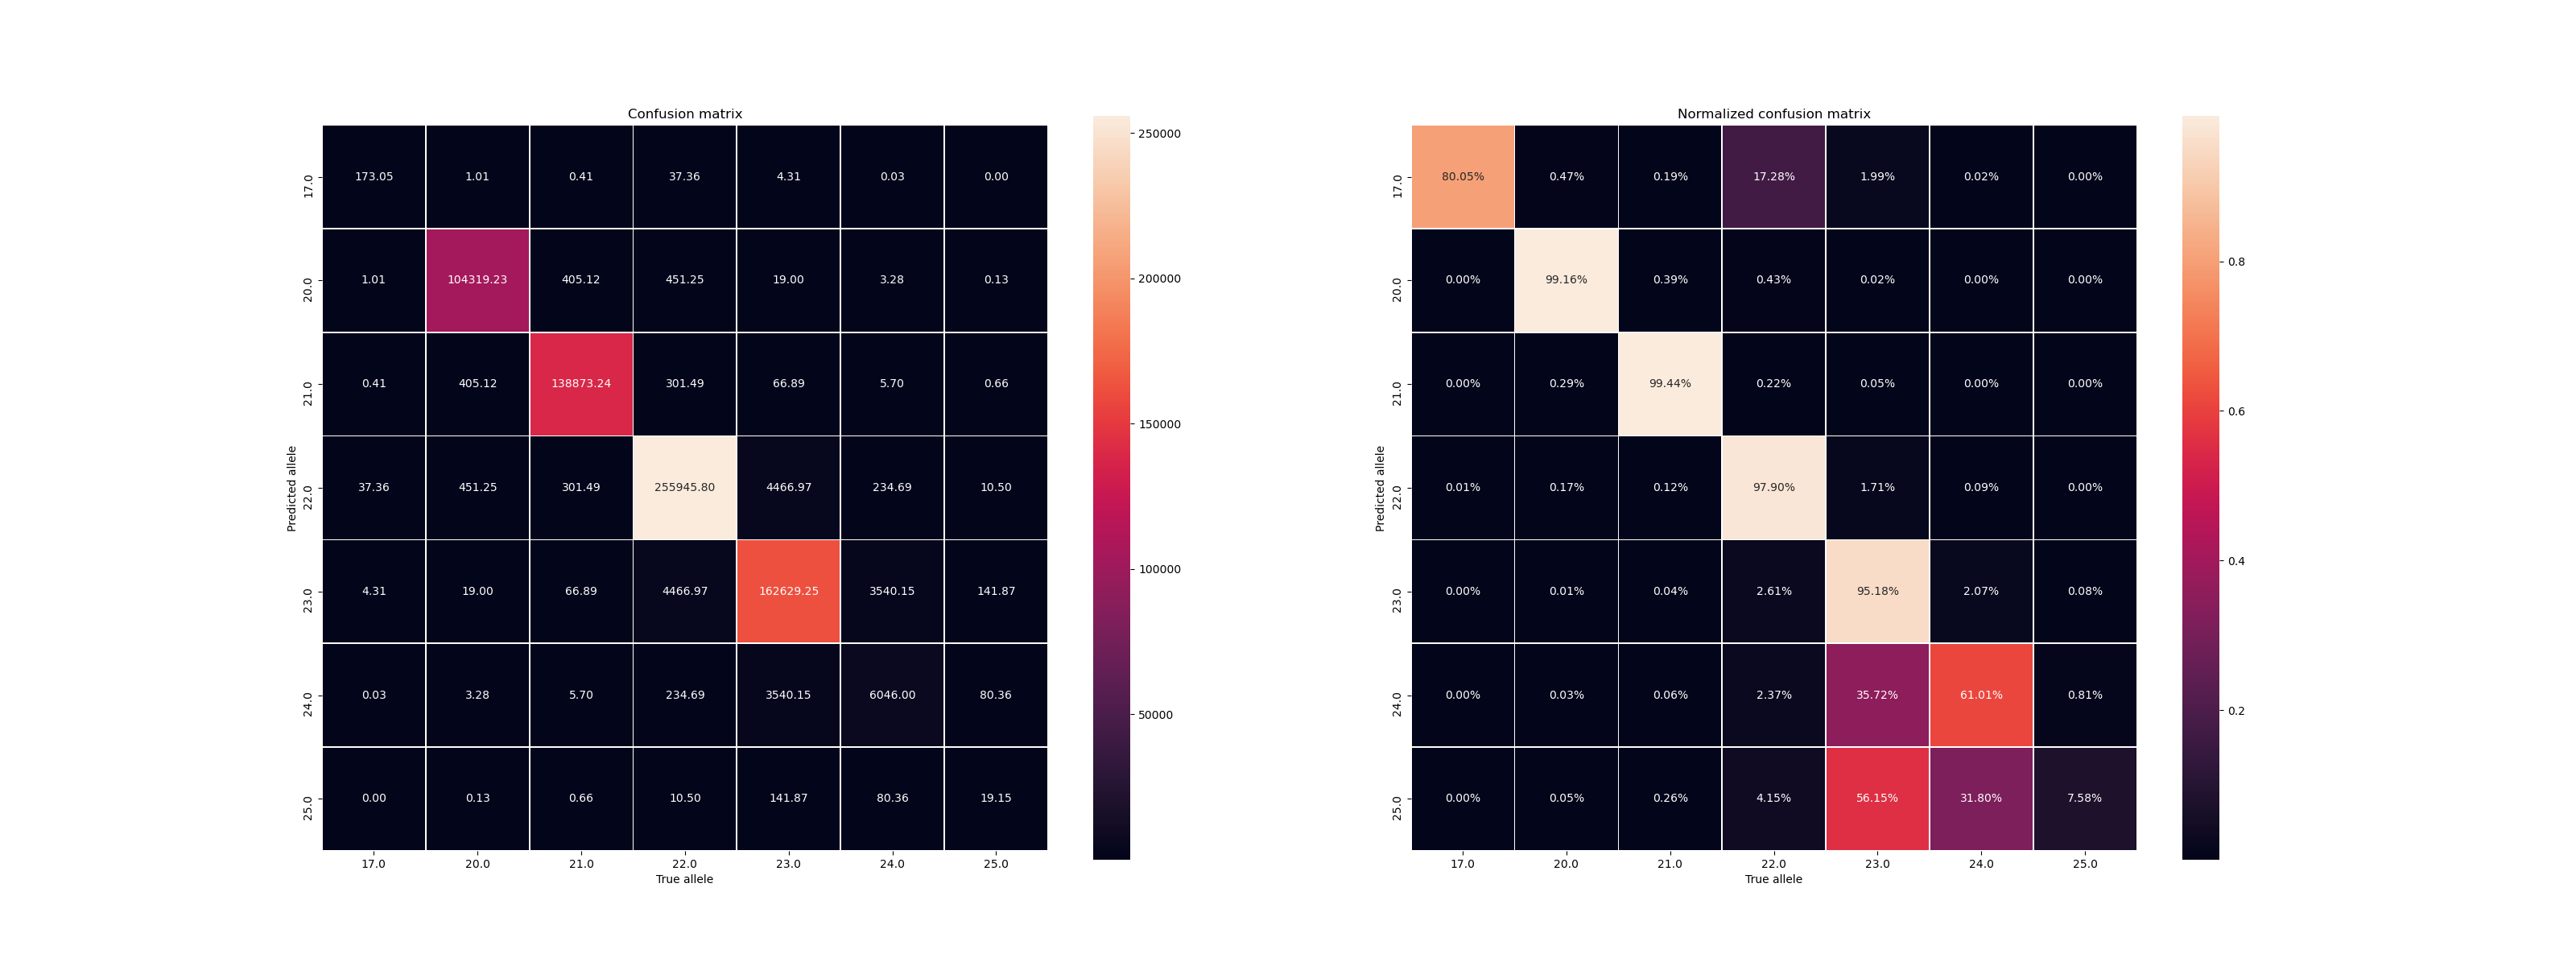 Confusion matrix
17.0 173.05 1.01 0.41 37.36 4.31 0.03 0.00
20.0 1.01 104319.23 405.12 451.25 19.00 3.28 0.13
21.0 0.41 405.12 138873.24 301.49 66.89 5.70 0.66
22.0 37.36 451.25 301.49 255945.80 4466.97 234.69 10.50
23.0 4.31 19.00 66.89 4466.97 162629.25 3540.15 141.87
24.0 0.03 3.28 5.70 234.69 3540.15 6046.00 80.36
25.0 0.00 0.13 0.66 10.50 141.87 80.36 19.15
17.0 20.0 21.0 22.0 23.0 24.0 25.0
True allele
Predicted allele
250000
200000
150000
100000
50000
Normalized confusion matrix
17.0 80.05% 0.47% 0.19% 17.28% 1.99% 0.02% 0.00%
20.0 0.00% 99.16% 0.39% 0.43% 0.02% 0.00% 0.00%
21.0 0.00% 0.29% 99.44% 0.22% 0.05% 0.00% 0.00%
22.0 0.01% 0.17% 0.12% 97.90% 1.71% 0.09% 0.00%
23.0 0.00% 0.01% 0.04% 2.61% 95.18% 2.07% 0.08%
24.0 0.00% 0.03% 0.06% 2.37% 35.72% 61.01% 0.81%
25.0 0.00% 0.05% 0.26% 4.15% 56.15% 31.80% 7.58%
17.0 20.0 21.0 22.0 23.0 24.0 25.0
True allele
Predicted allele
0.8
0.6
0.4
0.2